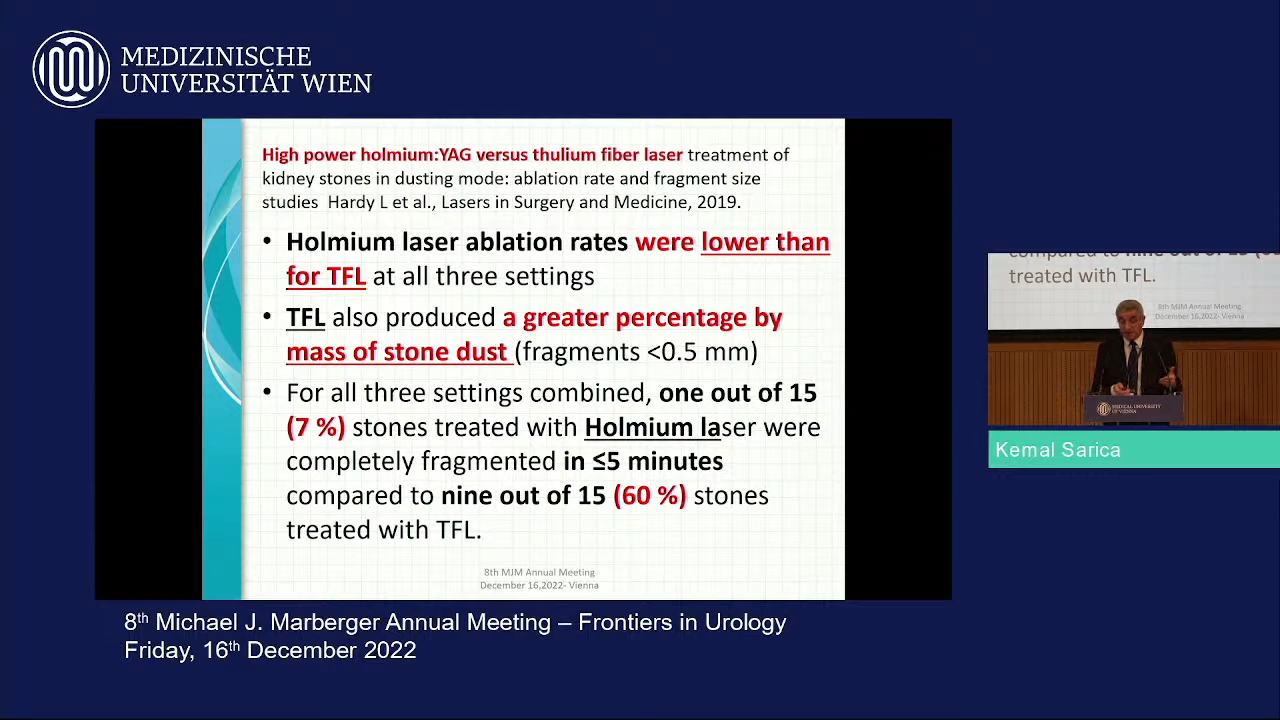 MEDIZINISCHE
UNIVERSITÄT WIEN
High power holmium:YAG versus thulium fiber laser treatment of
kidney stones in dusting mode: ablation rate and fragment size
studies Hardy L et al., Lasers in Surgery and Medicine, 2019.
• Holmium laser ablation rates were lower than
for TFL at all three settings
• TFL also produced a greater percentage by
mass of stone dust (fragments <0.5 mm)
• For all three settings combined, one out of 15
(7 %) stones treated with Holmium laser were
completely fragmented in ≤5 minutes
compared to nine out of 15 (60 %) stones
treated with TFL.
8th MJM Annual Meeting
December 16,2022- Vienna
compared to nine out of 15 (6
treated with TFL.
8th MJM Annual Meeting
December 16,2022- Vienna
MEDICAL UNIVERSITY
OF VIENNA
Kemal Sarica
8th Michael J. Marberger Annual Meeting – Frontiers in Urology
Friday, 16th December 2022